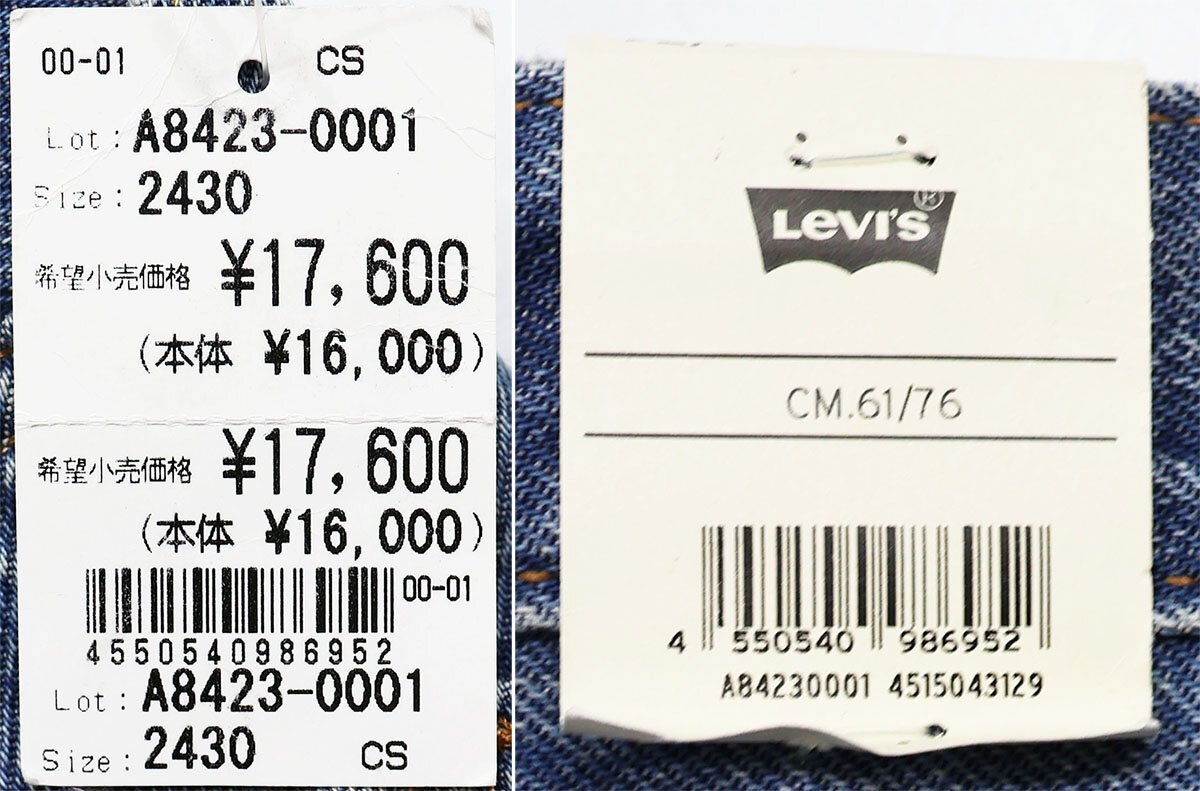 00-01 CS
Lot: A8423-0001
Size: 2430
希望小売価格 ¥17,600
(本体 ¥16,000)
希望小売価格 ¥17,600
(本体 ¥16,000)
00-01
4550540986952
Lot: A8423-0001
Size: 2430 CS
LEVI'S®
CM.61/76
4 550540 986952
A84230001 4515043129